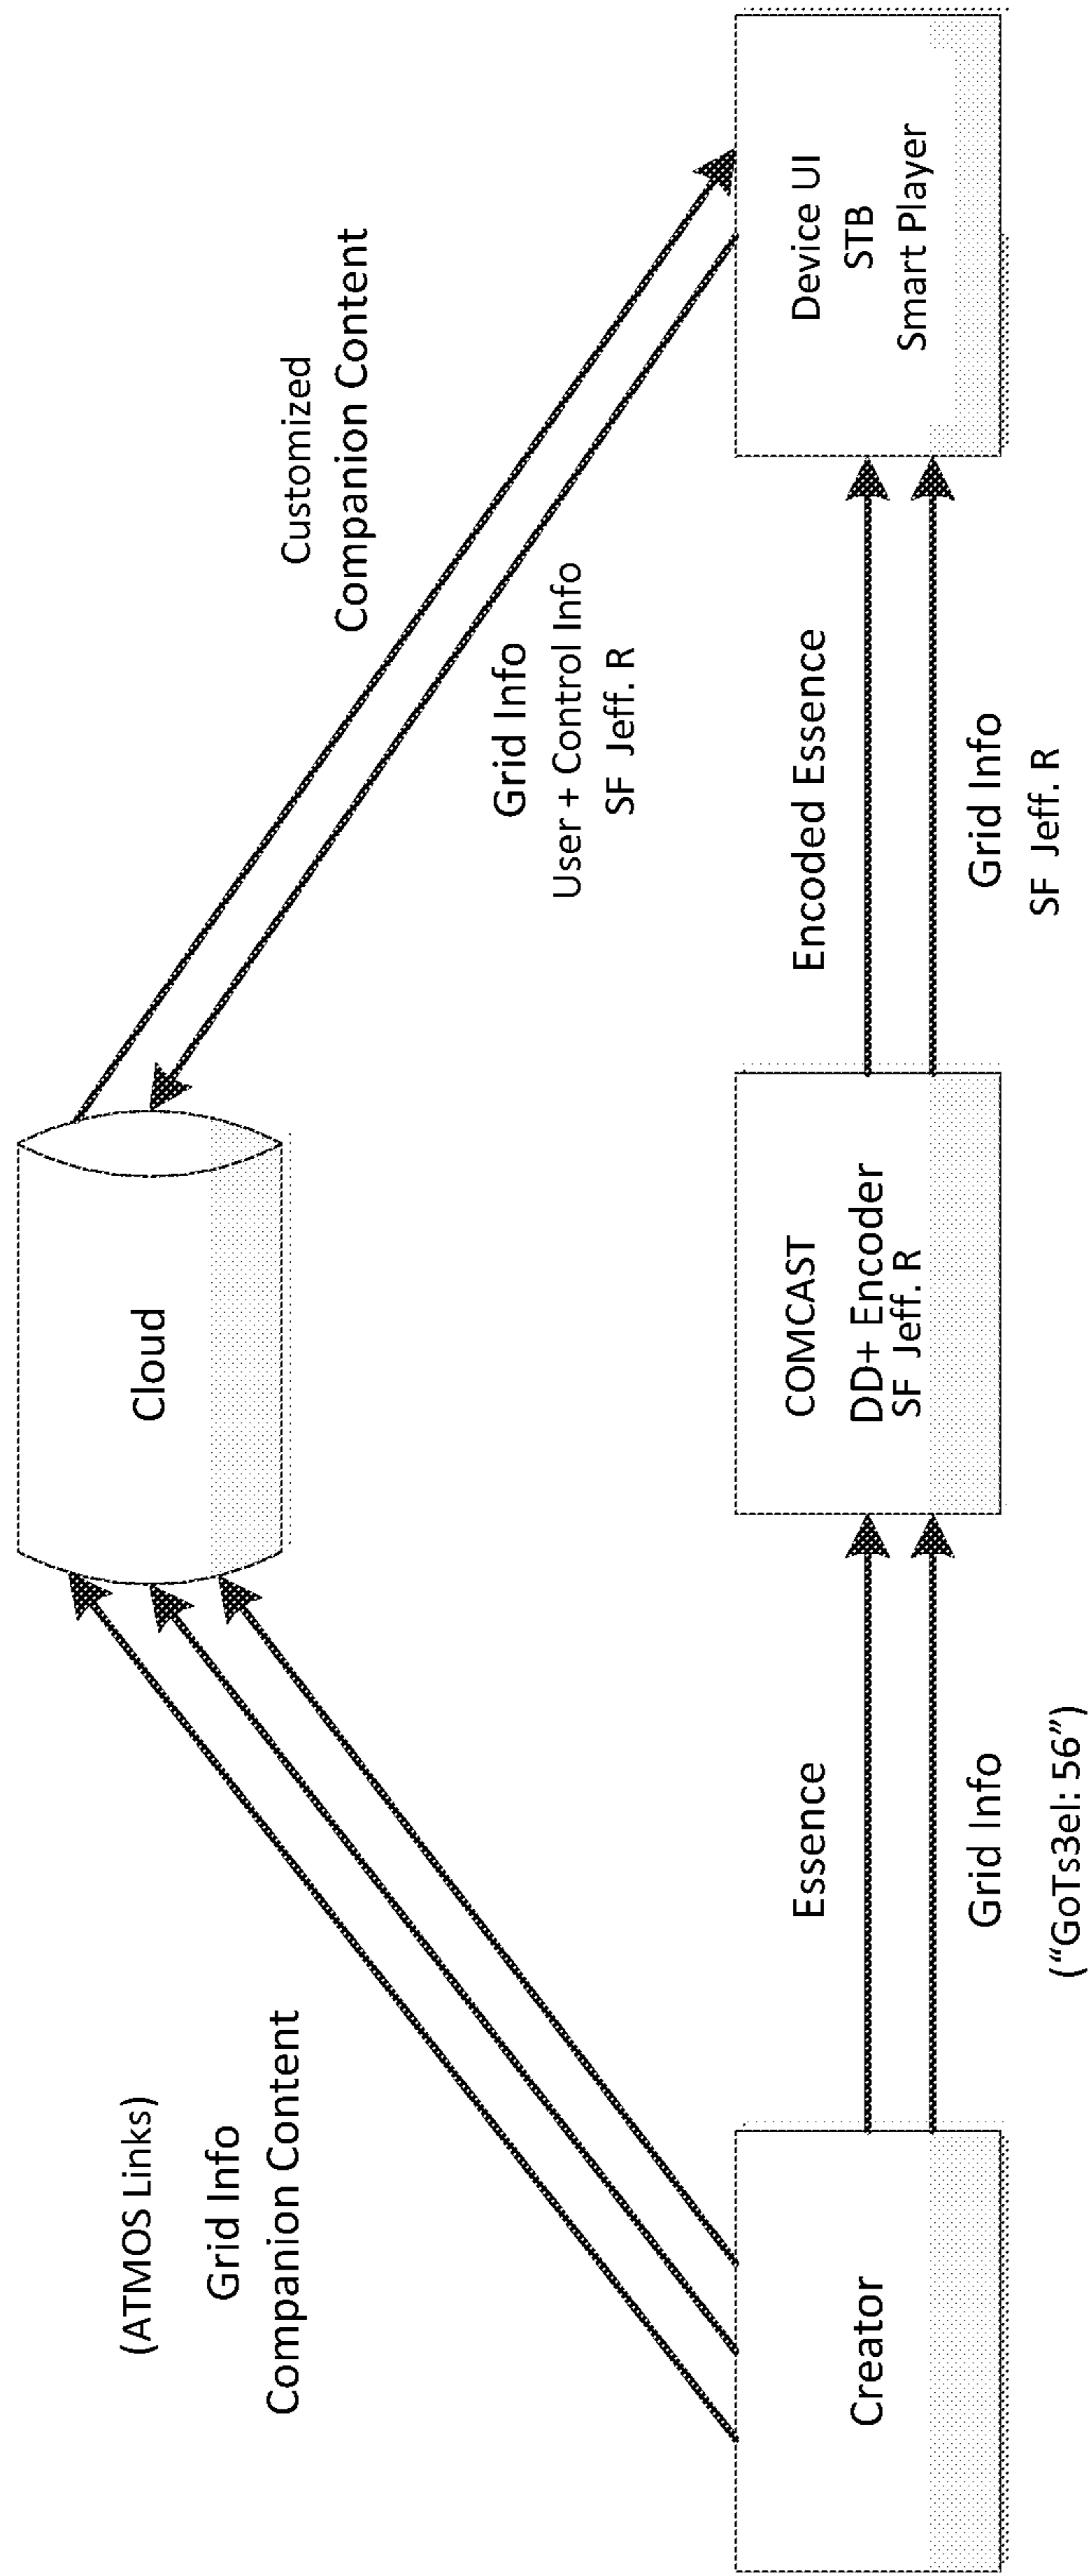 (ATMOS Links)
Grid Info
Companion Content
Cloud
Customized
Companion Content
Grid Info
User + Control Info
SF Jeff. R
Creator
Essence
Grid Info
(“GoTs3el: 56”)
COMCAST
DD+ Encoder
SF Jeff. R
Encoded Essence
Grid Info
SF Jeff. R
Device UI
STB
Smart Player